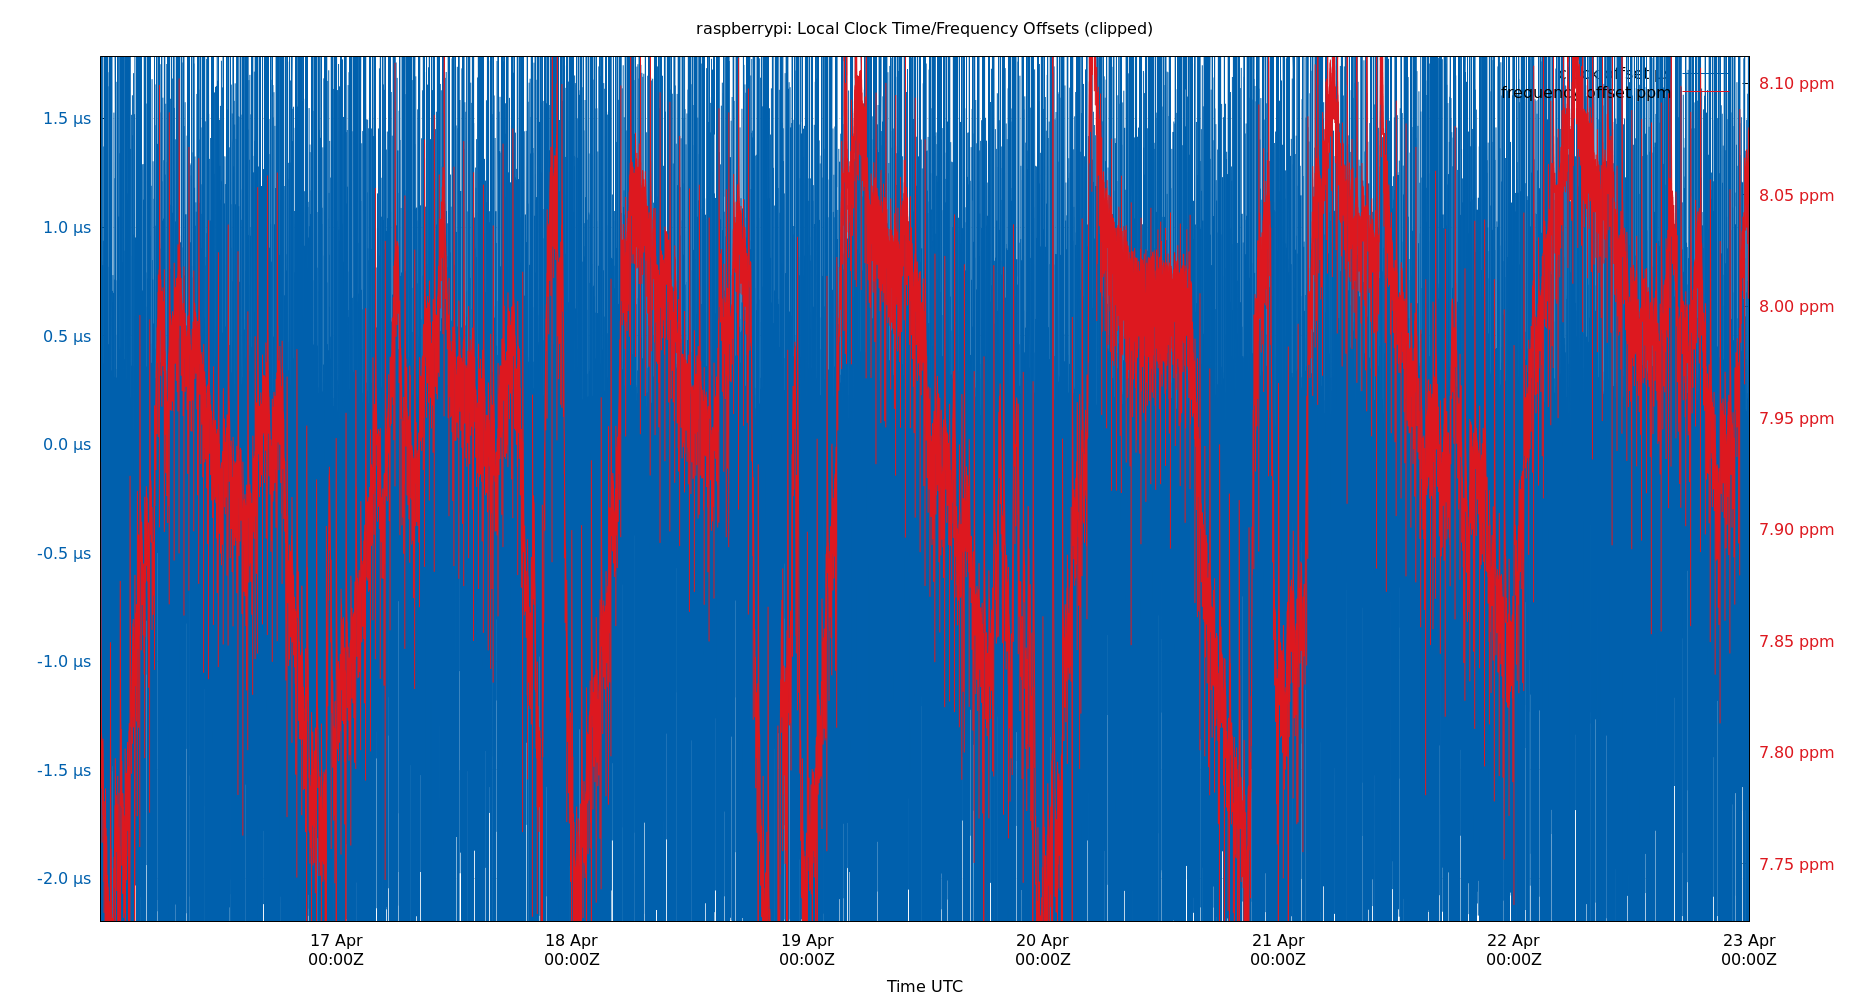 raspberrypi: Local Clock Time/Frequency Offsets (clipped)
clock offset μs
frequency offset ppm
1.5 μs
1.0 μs
0.5 μs
0.0 μs
-0.5 μs
-1.0 μs
-1.5 μs
-2.0 μs
8.10 ppm
8.05 ppm
8.00 ppm
7.95 ppm
7.90 ppm
7.85 ppm
7.80 ppm
7.75 ppm
17 Apr
00:00Z
18 Apr
00:00Z
19 Apr
00:00Z
20 Apr
00:00Z
21 Apr
00:00Z
22 Apr
00:00Z
23 Apr
00:00Z
Time UTC